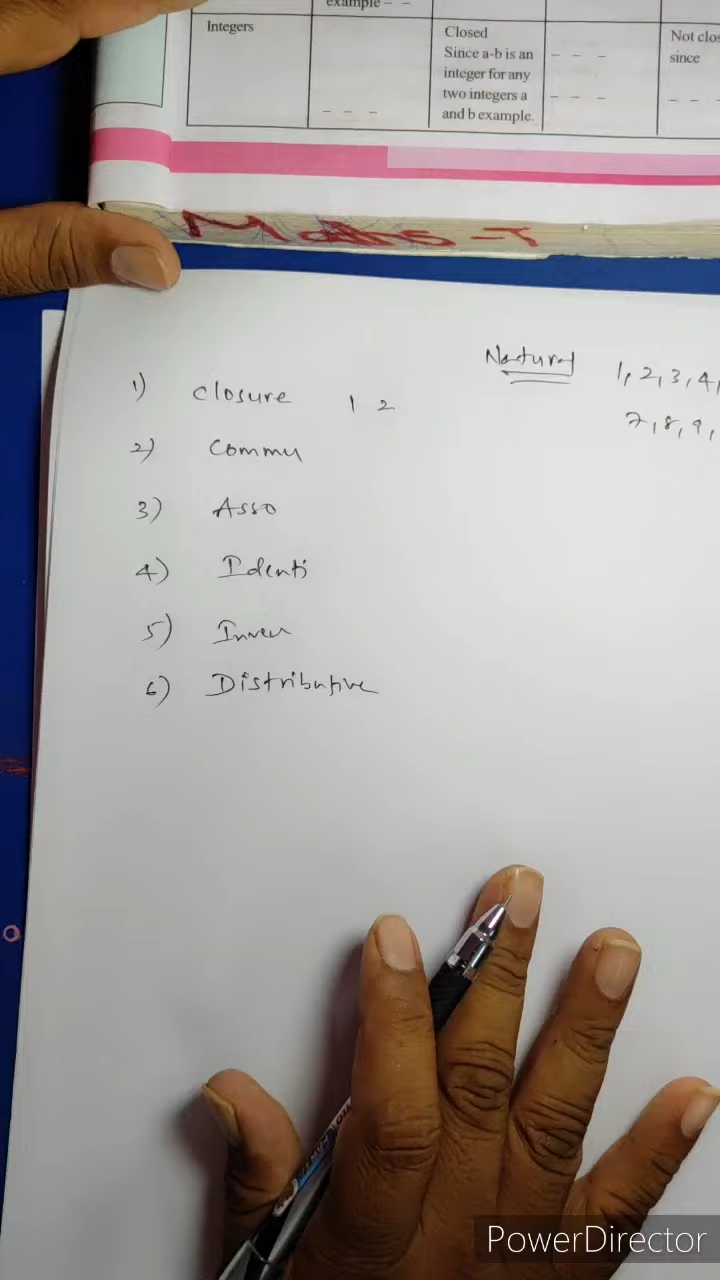 example – –
Integers
Closed
Since a-b is an
integer for any
two integers a
and b example.
– – –
– – –
– – –
Not clos
since
– – –
Maths -
Natural 1, 2, 3, 4,
7, 8, 9,
1) closure 1 2
2) Commu
3) Asso
4) Identi
5) Inver
6) Distributive
PowerDirector